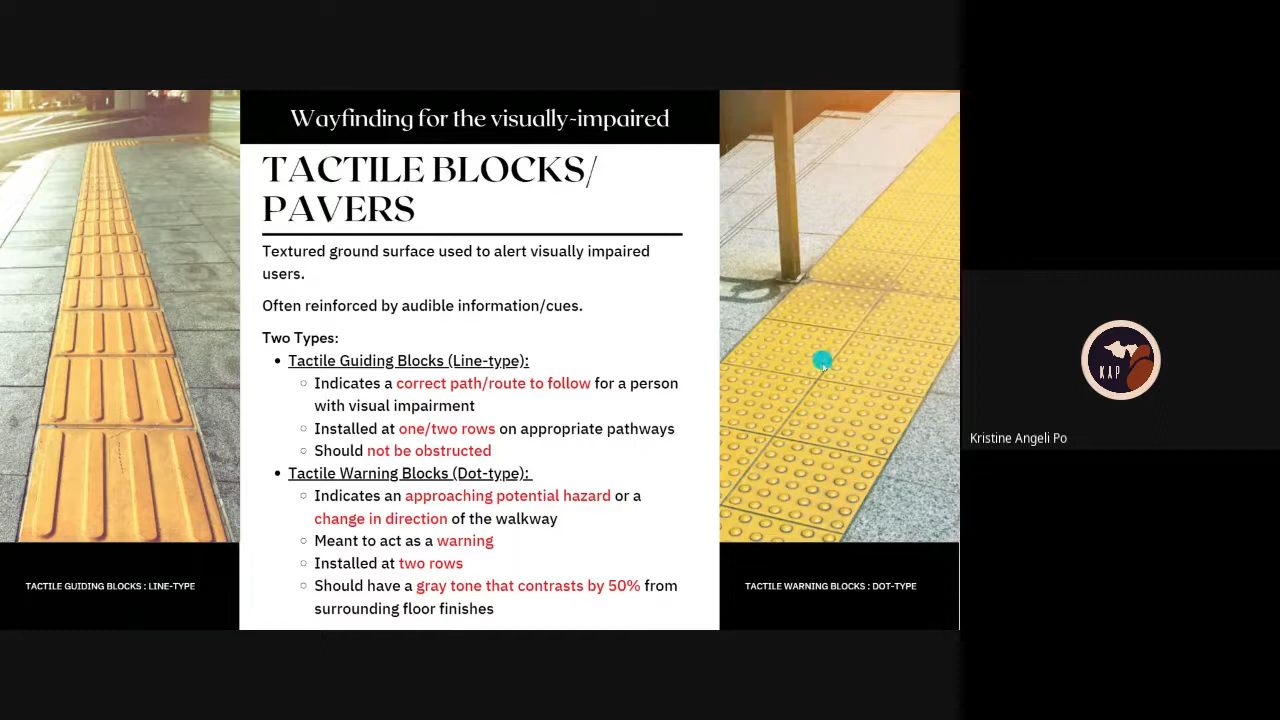 Wayfinding for the visually-impaired
TACTILE BLOCKS/
PAVERS
Textured ground surface used to alert visually impaired
users.
Often reinforced by audible information/cues.
Two Types:
Tactile Guiding Blocks (Line-type):
Indicates a correct path/route to follow for a person
with visual impairment
Installed at one/two rows on appropriate pathways
Should not be obstructed
Tactile Warning Blocks (Dot-type):
Indicates an approaching potential hazard or a
change in direction of the walkway
Meant to act as a warning
Installed at two rows
Should have a gray tone that contrasts by 50% from
surrounding floor finishes
TACTILE GUIDING BLOCKS : LINE-TYPE
TACTILE WARNING BLOCKS : DOT-TYPE
KAP
Kristine Angeli Po